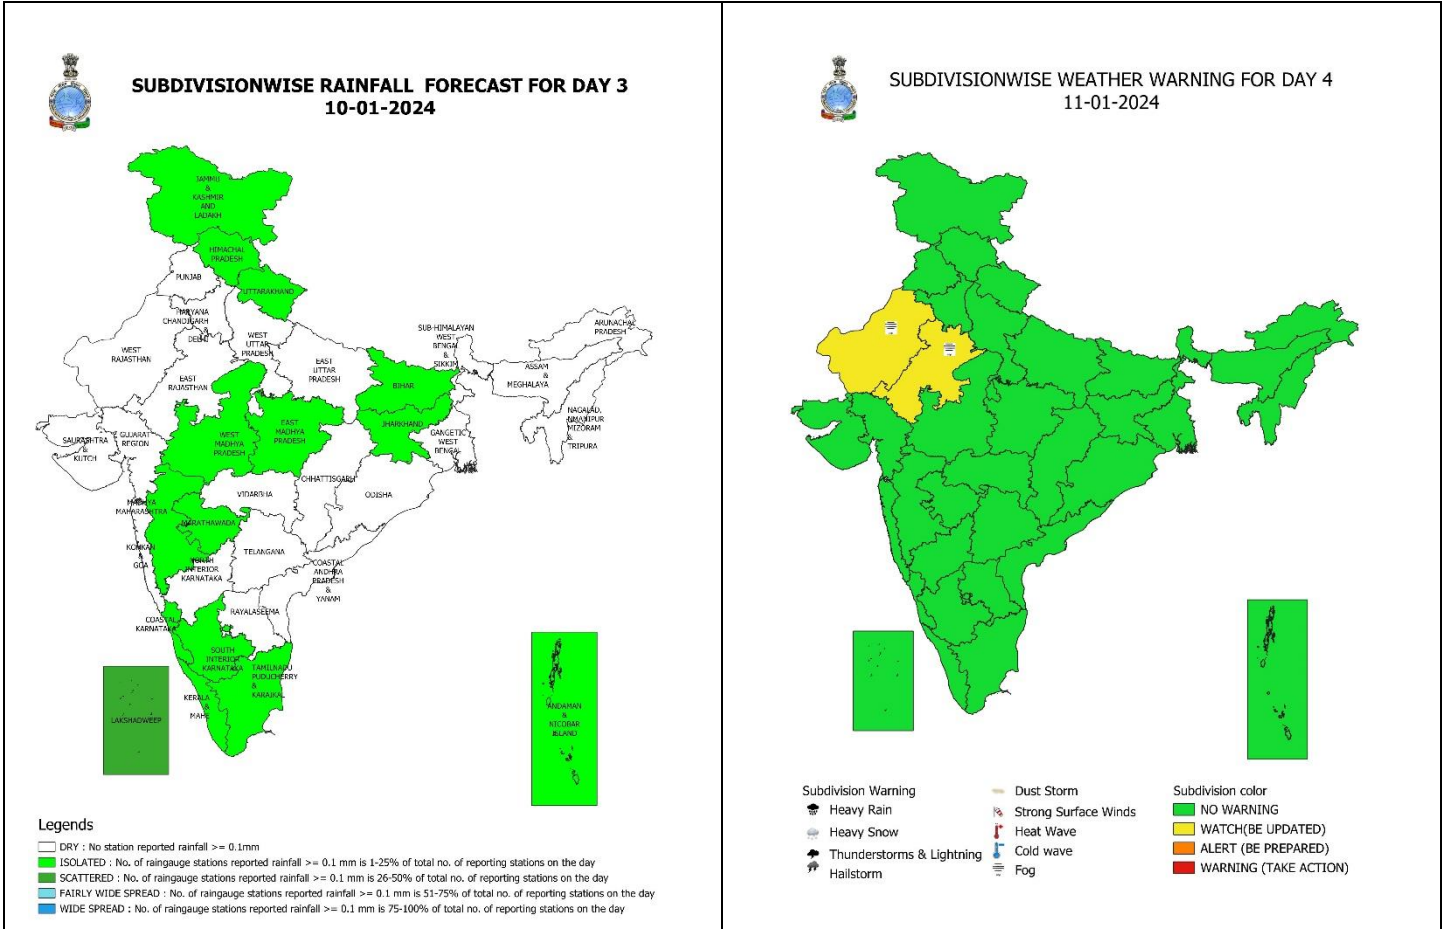 SUBDIVISIONWISE RAINFALL FORECAST FOR DAY 3
10-01-2024
JAMMU
&
KASHMIR
AND
LADAKH
HIMACHAL
PRADESH
PUNJAB
UTTARAKHAND
HARYANA
CHANDIGARH
&
DELHI
WEST
RAJASTHAN
WEST
UTTAR
PRADESH
EAST
RAJASTHAN
EAST
UTTAR
PRADESH
SUB-HIMALAYAN
WEST
BENGAL
&
SIKKIM
ARUNACHAL
PRADESH
ASSAM
&
MEGHALAYA
NAGALAD,
MANIPUR
MIZORAM
&
TRIPURA
BIHAR
JHARKHAND
GANGETIC
WEST
BENGAL
SAURASHTRA
&
KUTCH
GUJARAT
REGION
WEST
MADHYA
PRADESH
EAST
MADHYA
PRADESH
CHHATTISGARH
ODISHA
VIDARBHA
MADHYA
MAHARASHTRA
MARATHAWADA
KONKAN
&
GOA
NORTH
INTERIOR
KARNATAKA
TELANGANA
COASTAL
ANDHRA
PRADESH
&
YANAM
RAYALASEEMA
COASTAL
KARNATAKA
SOUTH
INTERIOR
KARNATAKA
TAMILNADU
PUDUCHERRY
&
KARAIKAL
KERALA
&
MAHE
LAKSHADWEEP
ANDAMAN
&
NICOBAR
ISLAND
Legends
DRY : No station reported rainfall >= 0.1mm
ISOLATED : No. of raingauge stations reported rainfall >= 0.1 mm is 1-25% of total no. of reporting stations on the day
SCATTERED : No. of raingauge stations reported rainfall >= 0.1 mm is 26-50% of total no. of reporting stations on the day
FAIRLY WIDE SPREAD : No. of raingauge stations reported rainfall >= 0.1 mm is 51-75% of total no. of reporting stations on the day
WIDE SPREAD : No. of raingauge stations reported rainfall >= 0.1 mm is 75-100% of total no. of reporting stations on the day
SUBDIVISIONWISE WEATHER WARNING FOR DAY 4
11-01-2024
Subdivision Warning
Heavy Rain
Heavy Snow
Thunderstorms & Lightning
Hailstorm
Dust Storm
Strong Surface Winds
Heat Wave
Cold wave
Fog
Subdivision color
NO WARNING
WATCH(BE UPDATED)
ALERT (BE PREPARED)
WARNING (TAKE ACTION)